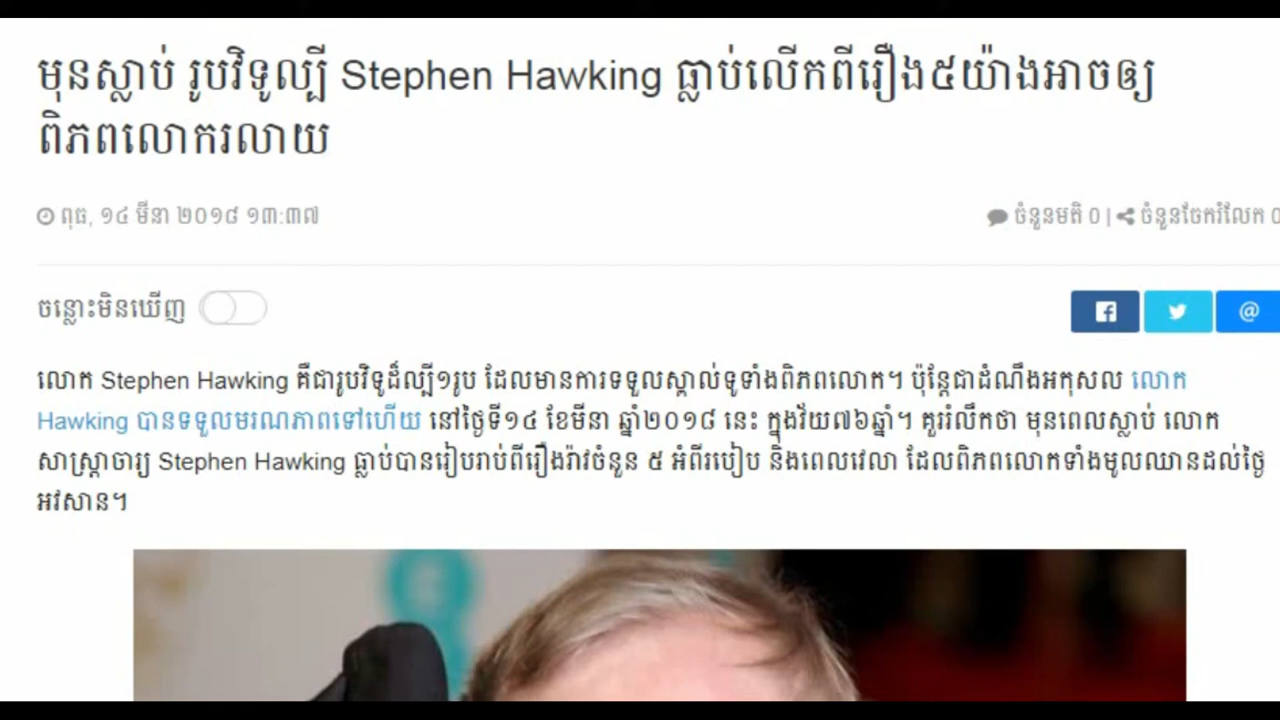 មុនស្លាប់ រូបវិទូល្បី Stephen Hawking ធ្លាប់លើកពីរឿង៥យ៉ាងអាចឲ្យ
ពិភពលោករលាយ
ពុធ, ១៤ មីនា ២០១៨ ១៣:៣៧
ចំនួនមតិ 0 | ចំនួនចែករំលែក 0
ចន្លោះមិនឃើញ
លោក Stephen Hawking គឺជារូបវិទូដ៏ល្បី១រូប ដែលមានការទទួលស្គាល់ទូទាំងពិភពលោក។ ប៉ុន្តែជាដំណឹងអកុសល លោក
Hawking បានទទួលមរណភាពទៅហើយ នៅថ្ងៃទី១៤ ខែមីនា ឆ្នាំ២០១៨ នេះ ក្នុងវ័យ៧៦ឆ្នាំ។ គួររំលឹកថា មុនពេលស្លាប់ លោក
សាស្ត្រាចារ្យ Stephen Hawking ធ្លាប់បានរៀបរាប់ពីរឿងរ៉ាវចំនួន ៥ អំពីរបៀប និងពេលវេលា ដែលពិភពលោកទាំងមូលឈានដល់ថ្ងៃ
អវសាន។